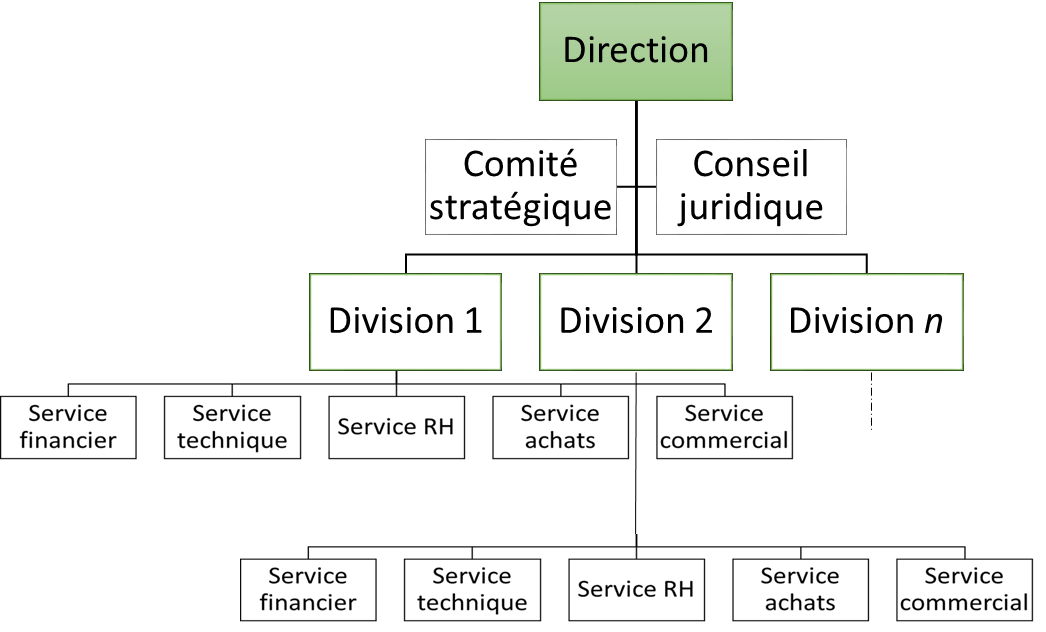 Direction
Comité
stratégique
Conseil
juridique
Division 1
Division 2
Division n
Service
financier
Service
technique
Service RH
Service
achats
Service
commercial
Service
financier
Service
technique
Service RH
Service
achats
Service
commercial